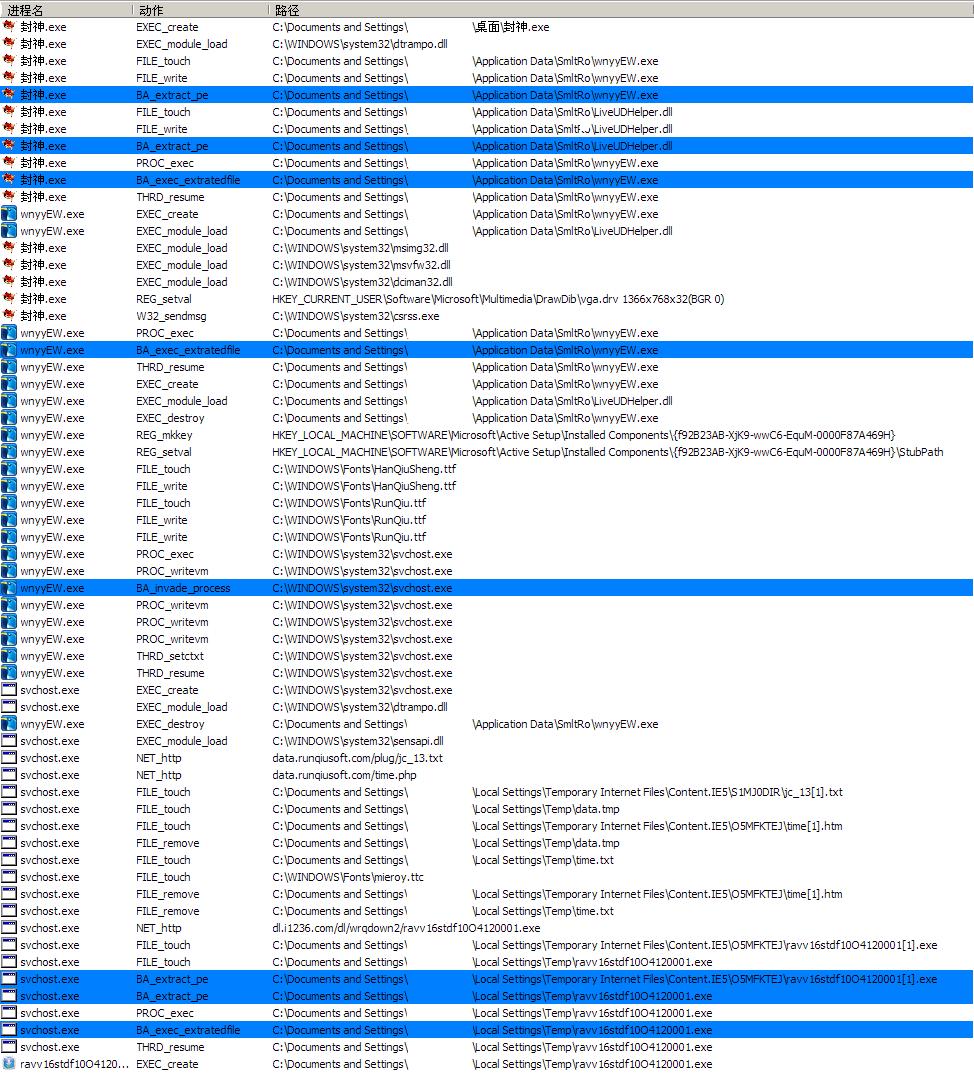 进程名 动作 路径
封神.exe EXEC_create C:\Documents and Settings\ \桌面\封神.exe
封神.exe EXEC_module_load C:\WINDOWS\system32\dtrampo.dll
封神.exe FILE_touch C:\Documents and Settings\ \Application Data\SmltRo\wnyyEW.exe
封神.exe FILE_write C:\Documents and Settings\ \Application Data\SmltRo\wnyyEW.exe
封神.exe BA_extract_pe C:\Documents and Settings\ \Application Data\SmltRo\wnyyEW.exe
封神.exe FILE_touch C:\Documents and Settings\ \Application Data\SmltRo\LiveUDHelper.dll
封神.exe FILE_write C:\Documents and Settings\ \Application Data\SmltRo\LiveUDHelper.dll
封神.exe BA_extract_pe C:\Documents and Settings\ \Application Data\SmltRo\LiveUDHelper.dll
封神.exe PROC_exec C:\Documents and Settings\ \Application Data\SmltRo\wnyyEW.exe
封神.exe BA_exec_extratedfile C:\Documents and Settings\ \Application Data\SmltRo\wnyyEW.exe
封神.exe THRD_resume C:\Documents and Settings\ \Application Data\SmltRo\wnyyEW.exe
wnyyEW.exe EXEC_create C:\Documents and Settings\ \Application Data\SmltRo\wnyyEW.exe
wnyyEW.exe EXEC_module_load C:\Documents and Settings\ \Application Data\SmltRo\LiveUDHelper.dll
封神.exe EXEC_module_load C:\WINDOWS\system32\msimg32.dll
封神.exe EXEC_module_load C:\WINDOWS\system32\msvfw32.dll
封神.exe EXEC_module_load C:\WINDOWS\system32\dciman32.dll
封神.exe REG_setval HKEY_CURRENT_USER\Software\Microsoft\Multimedia\DrawDib\vga.drv 1366x768x32(BGR 0)
封神.exe W32_sendmsg C:\WINDOWS\system32\csrss.exe
wnyyEW.exe PROC_exec C:\Documents and Settings\ \Application Data\SmltRo\wnyyEW.exe
wnyyEW.exe BA_exec_extratedfile C:\Documents and Settings\ \Application Data\SmltRo\wnyyEW.exe
wnyyEW.exe THRD_resume C:\Documents and Settings\ \Application Data\SmltRo\wnyyEW.exe
wnyyEW.exe EXEC_create C:\Documents and Settings\ \Application Data\SmltRo\wnyyEW.exe
wnyyEW.exe EXEC_module_load C:\Documents and Settings\ \Application Data\SmltRo\LiveUDHelper.dll
wnyyEW.exe EXEC_destroy C:\Documents and Settings\ \Application Data\SmltRo\wnyyEW.exe
wnyyEW.exe REG_mkkey HKEY_LOCAL_MACHINE\SOFTWARE\Microsoft\Active Setup\Installed Components\{f92B23AB-XjK9-wwC6-EquM-0000F87A469H}
wnyyEW.exe REG_setval HKEY_LOCAL_MACHINE\SOFTWARE\Microsoft\Active Setup\Installed Components\{f92B23AB-XjK9-wwC6-EquM-0000F87A469H}\StubPath
wnyyEW.exe FILE_touch C:\WINDOWS\Fonts\HanQiuSheng.ttf
wnyyEW.exe FILE_write C:\WINDOWS\Fonts\HanQiuSheng.ttf
wnyyEW.exe FILE_touch C:\WINDOWS\Fonts\RunQiu.ttf
wnyyEW.exe FILE_write C:\WINDOWS\Fonts\RunQiu.ttf
wnyyEW.exe FILE_write C:\WINDOWS\Fonts\RunQiu.ttf
wnyyEW.exe PROC_exec C:\WINDOWS\system32\svchost.exe
wnyyEW.exe PROC_writevm C:\WINDOWS\system32\svchost.exe
wnyyEW.exe BA_invade_process C:\WINDOWS\system32\svchost.exe
wnyyEW.exe PROC_writevm C:\WINDOWS\system32\svchost.exe
wnyyEW.exe PROC_writevm C:\WINDOWS\system32\svchost.exe
wnyyEW.exe PROC_writevm C:\WINDOWS\system32\svchost.exe
wnyyEW.exe THRD_setctxt C:\WINDOWS\system32\svchost.exe
wnyyEW.exe THRD_resume C:\WINDOWS\system32\svchost.exe
svchost.exe EXEC_create C:\WINDOWS\system32\svchost.exe
svchost.exe EXEC_module_load C:\WINDOWS\system32\dtrampo.dll
wnyyEW.exe EXEC_destroy C:\Documents and Settings\ \Application Data\SmltRo\wnyyEW.exe
svchost.exe EXEC_module_load C:\WINDOWS\system32\sensapi.dll
svchost.exe NET_http data.runqiusoft.com/plug/jc_13.txt
svchost.exe NET_http data.runqiusoft.com/time.php
svchost.exe FILE_touch C:\Documents and Settings\ \Local Settings\Temporary Internet Files\Content.IE5\S1MJ0DIR\jc_13[1].txt
svchost.exe FILE_touch C:\Documents and Settings\ \Local Settings\Temp\data.tmp
svchost.exe FILE_touch C:\Documents and Settings\ \Local Settings\Temporary Internet Files\Content.IE5\O5MFKTEJ\time[1].htm
svchost.exe FILE_remove C:\Documents and Settings\ \Local Settings\Temp\data.tmp
svchost.exe FILE_touch C:\Documents and Settings\ \Local Settings\Temp\time.txt
svchost.exe FILE_touch C:\WINDOWS\Fonts\mieroy.ttc
svchost.exe FILE_remove C:\Documents and Settings\ \Local Settings\Temporary Internet Files\Content.IE5\O5MFKTEJ\time[1].htm
svchost.exe FILE_remove C:\Documents and Settings\ \Local Settings\Temp\time.txt
svchost.exe NET_http dl.i1236.com/dl/wrqdown2/ravv16stdf10O4120001.exe
svchost.exe FILE_touch C:\Documents and Settings\ \Local Settings\Temporary Internet Files\Content.IE5\O5MFKTEJ\ravv16stdf10O4120001[1].exe
svchost.exe FILE_touch C:\Documents and Settings\ \Local Settings\Temp\ravv16stdf10O4120001.exe
svchost.exe BA_extract_pe C:\Documents and Settings\ \Local Settings\Temporary Internet Files\Content.IE5\O5MFKTEJ\ravv16stdf10O4120001[1].exe
svchost.exe BA_extract_pe C:\Documents and Settings\ \Local Settings\Temp\ravv16stdf10O4120001.exe
svchost.exe PROC_exec C:\Documents and Settings\ \Local Settings\Temp\ravv16stdf10O4120001.exe
svchost.exe BA_exec_extratedfile C:\Documents and Settings\ \Local Settings\Temp\ravv16stdf10O4120001.exe
svchost.exe THRD_resume C:\Documents and Settings\ \Local Settings\Temp\ravv16stdf10O4120001.exe
ravv16stdf10O4120... EXEC_create C:\Documents and Settings\ \Local Settings\Temp\ravv16stdf10O4120001.exe